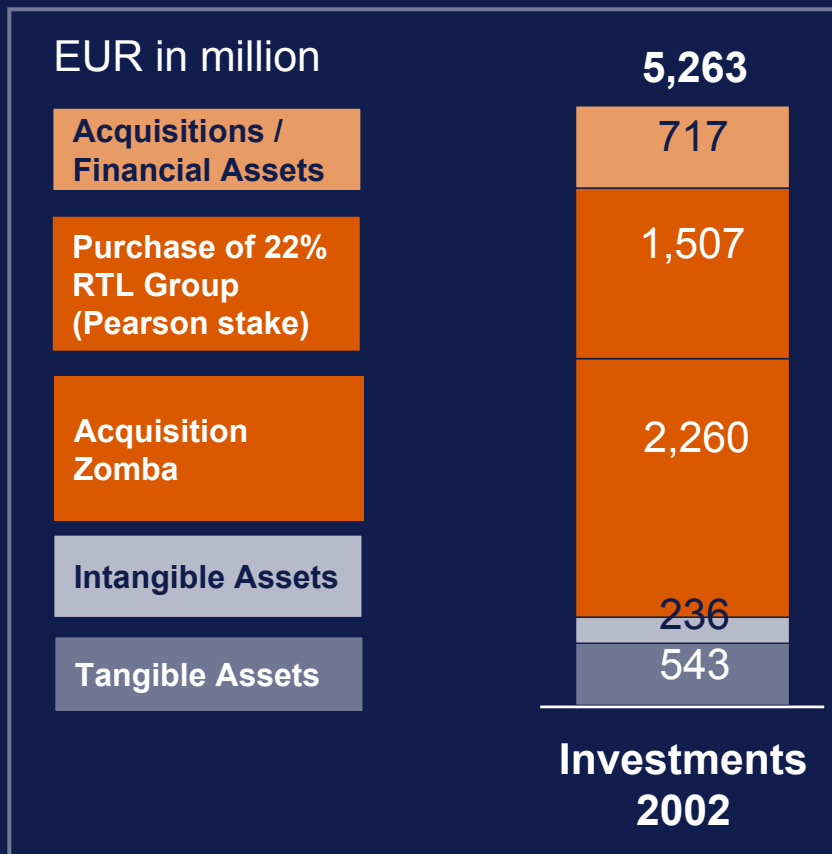 EUR in million
5,263
Acquisitions /
Financial Assets
717
Purchase of 22%
RTL Group
(Pearson stake)
1,507
Acquisition
Zomba
2,260
Intangible Assets
236
Tangible Assets
543
Investments
2002